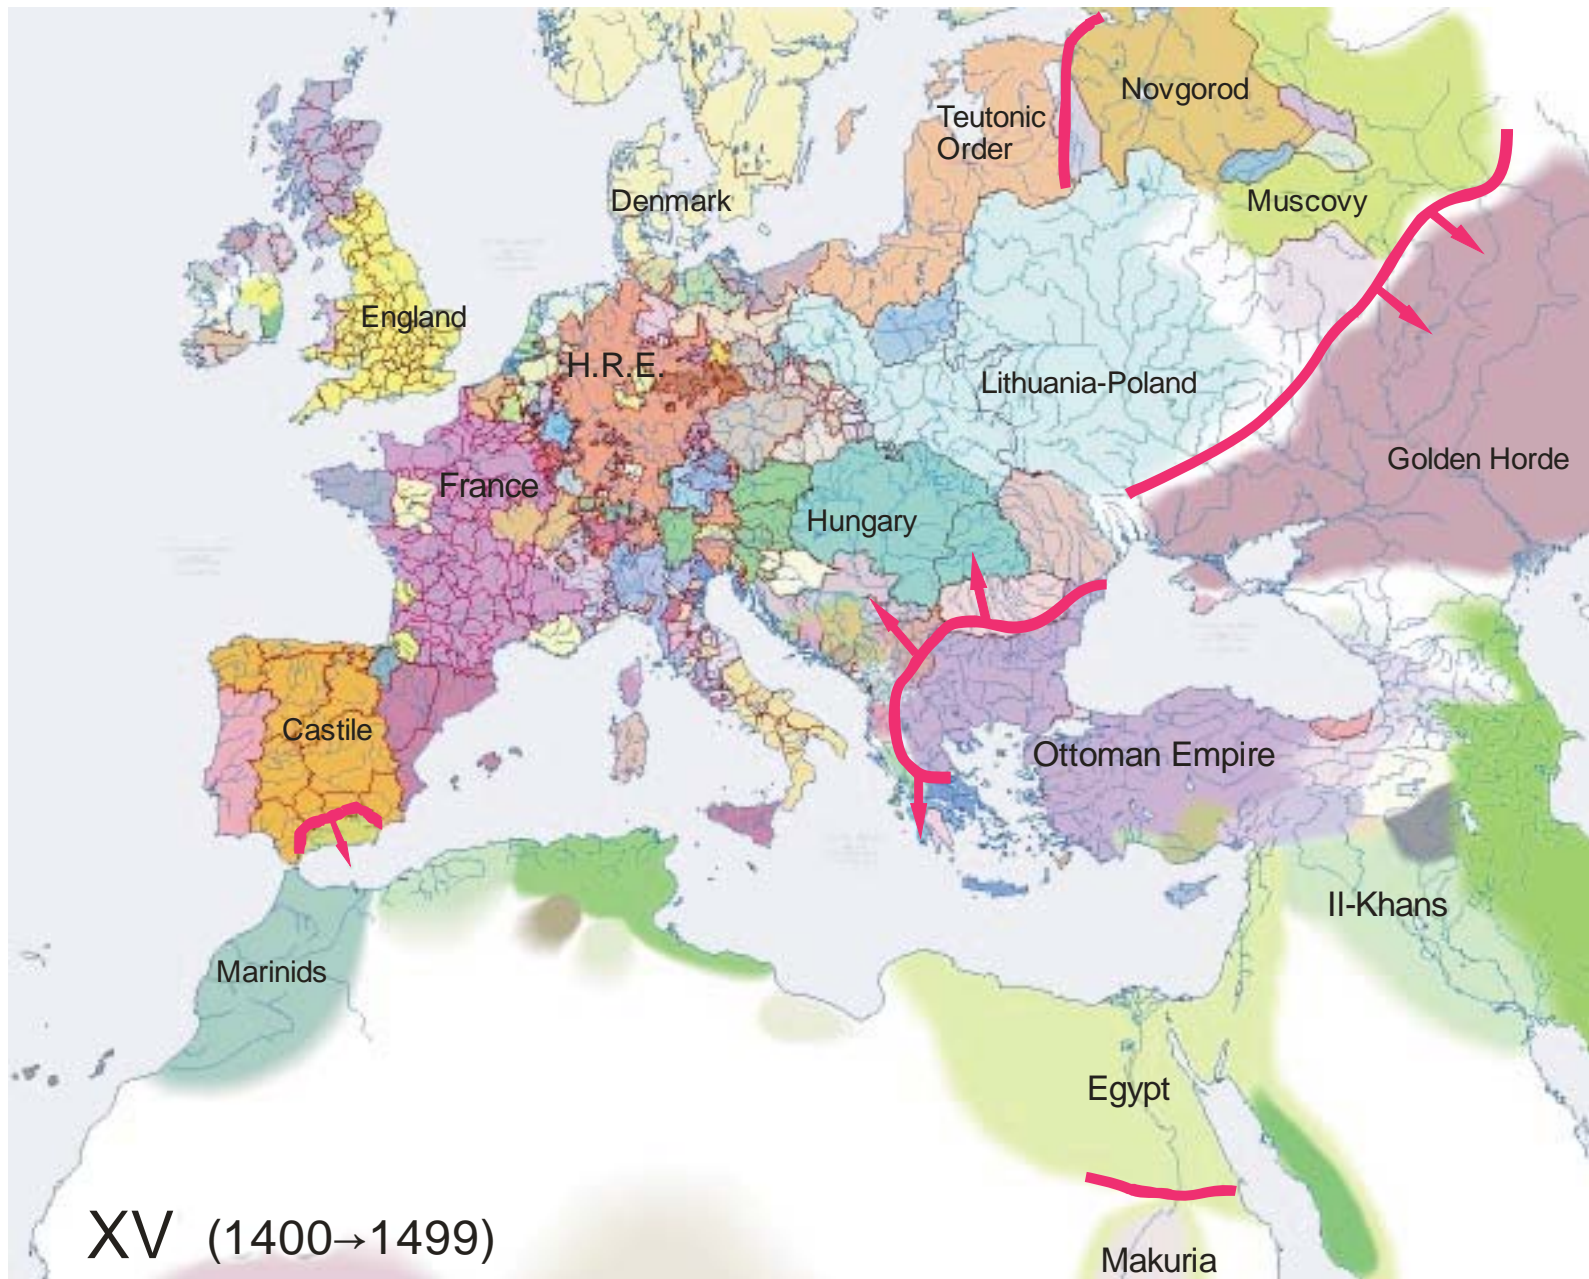 Novgorod
Teutonic
Order
Denmark
Muscovy
England
H.R.E.
Lithuania-Poland
Golden Horde
France
Hungary
Castile
Ottoman Empire
Il-Khans
Marinids
Egypt
XV (1400→1499)
Makuria